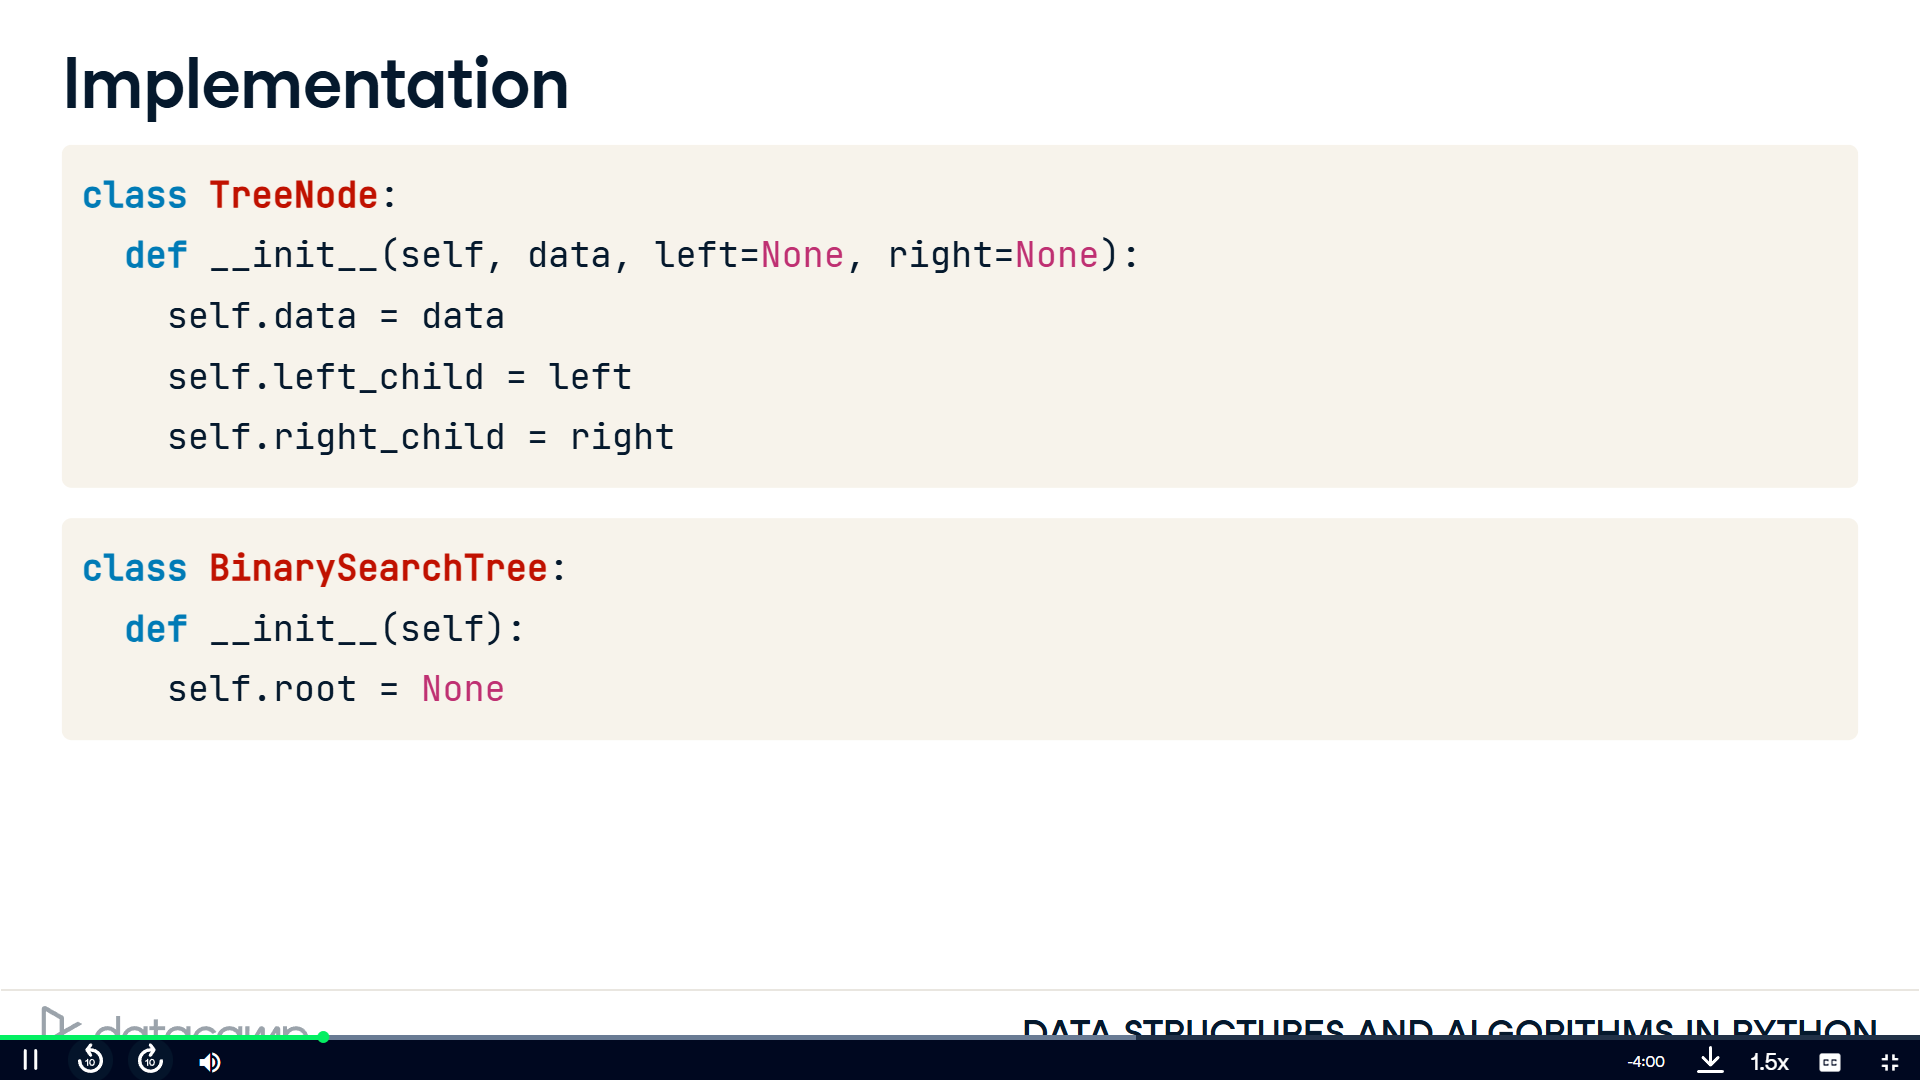 Implementation
class TreeNode:
  def __init__(self, data, left=None, right=None):
    self.data = data
    self.left_child = left
    self.right_child = right
class BinarySearchTree:
  def __init__(self):
    self.root = None
datacamp
DATA STRUCTURES AND ALGORITHMS IN PYTHON
10
10
-4:00
1.5x
CC